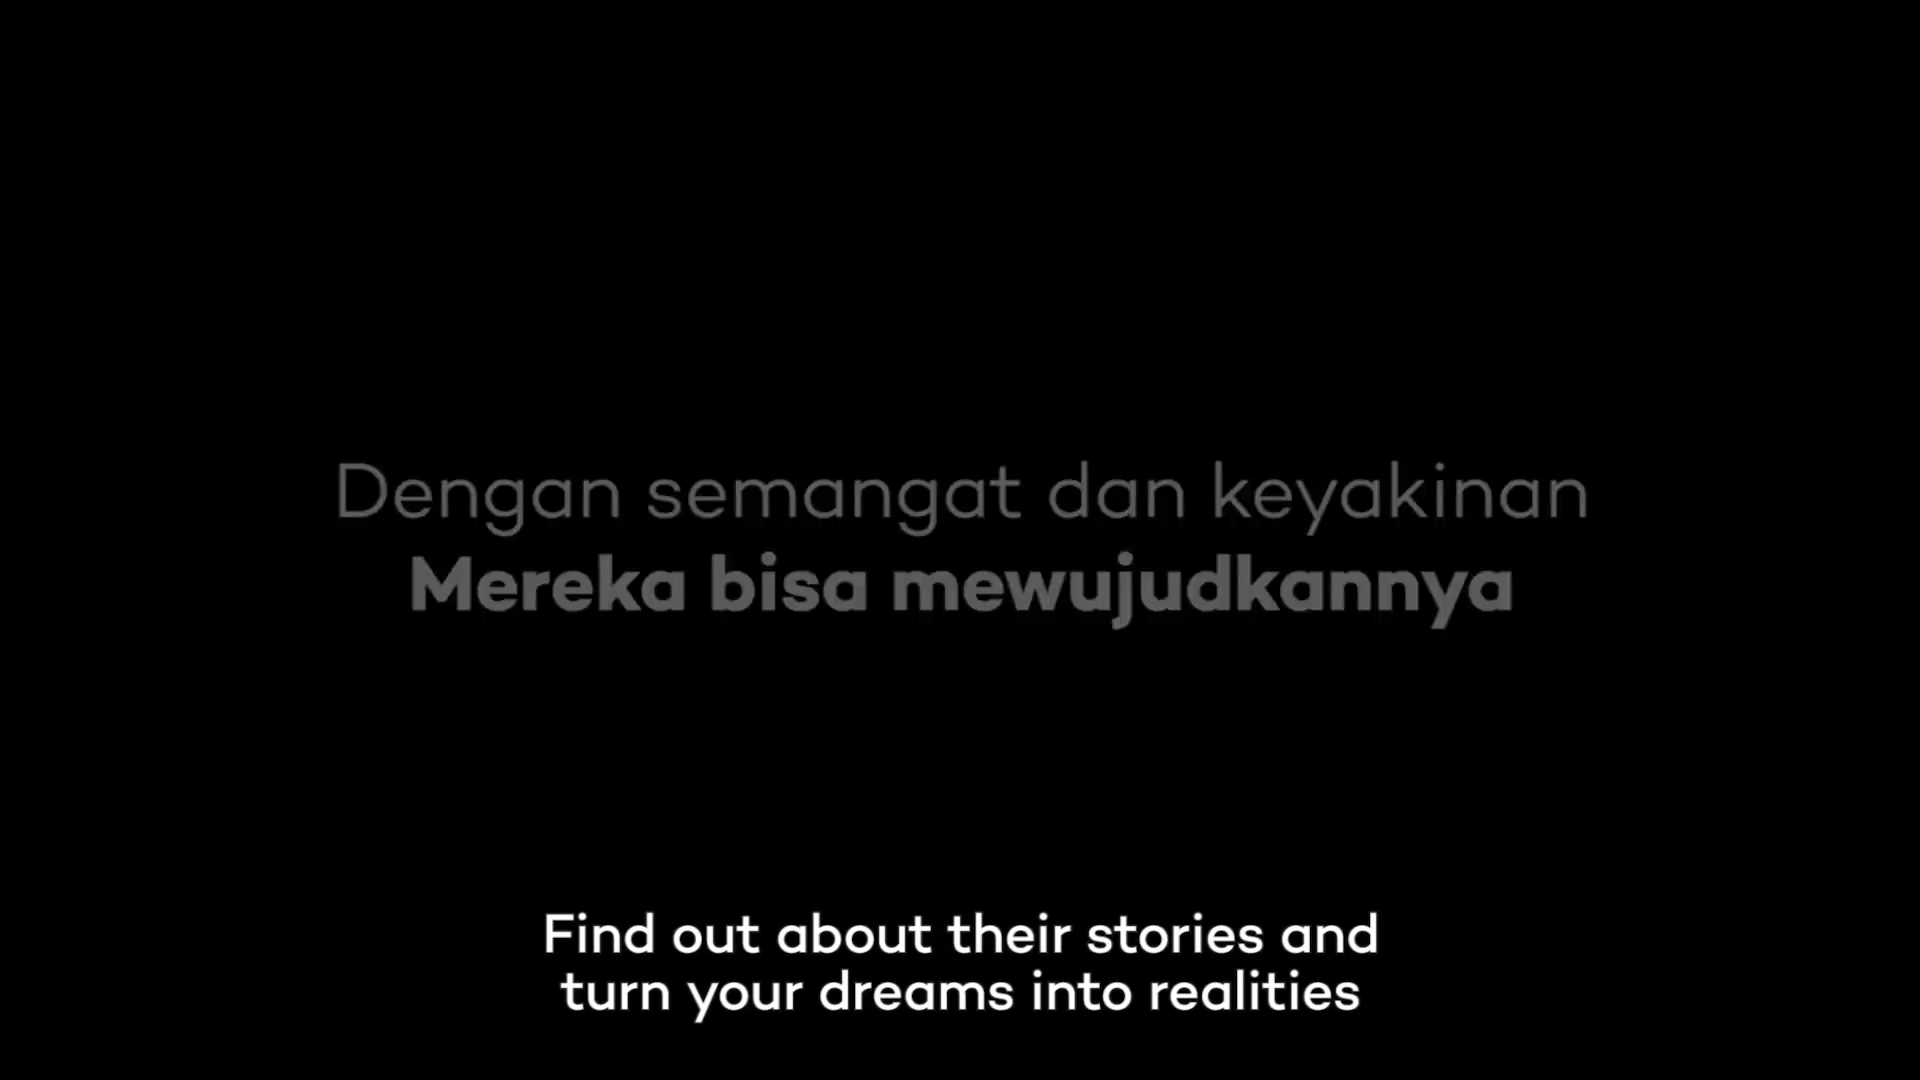 Dengan semangat dan keyakinan
Mereka bisa mewujudkannya
Find out about their stories and
turn your dreams into realities